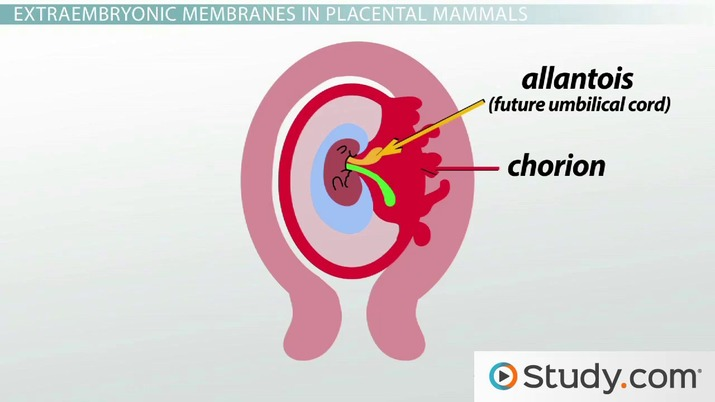 EXTRAEMBRYONIC MEMBRANES IN PLACENTAL MAMMALS
allantois
(future umbilical cord)
chorion
Study.com